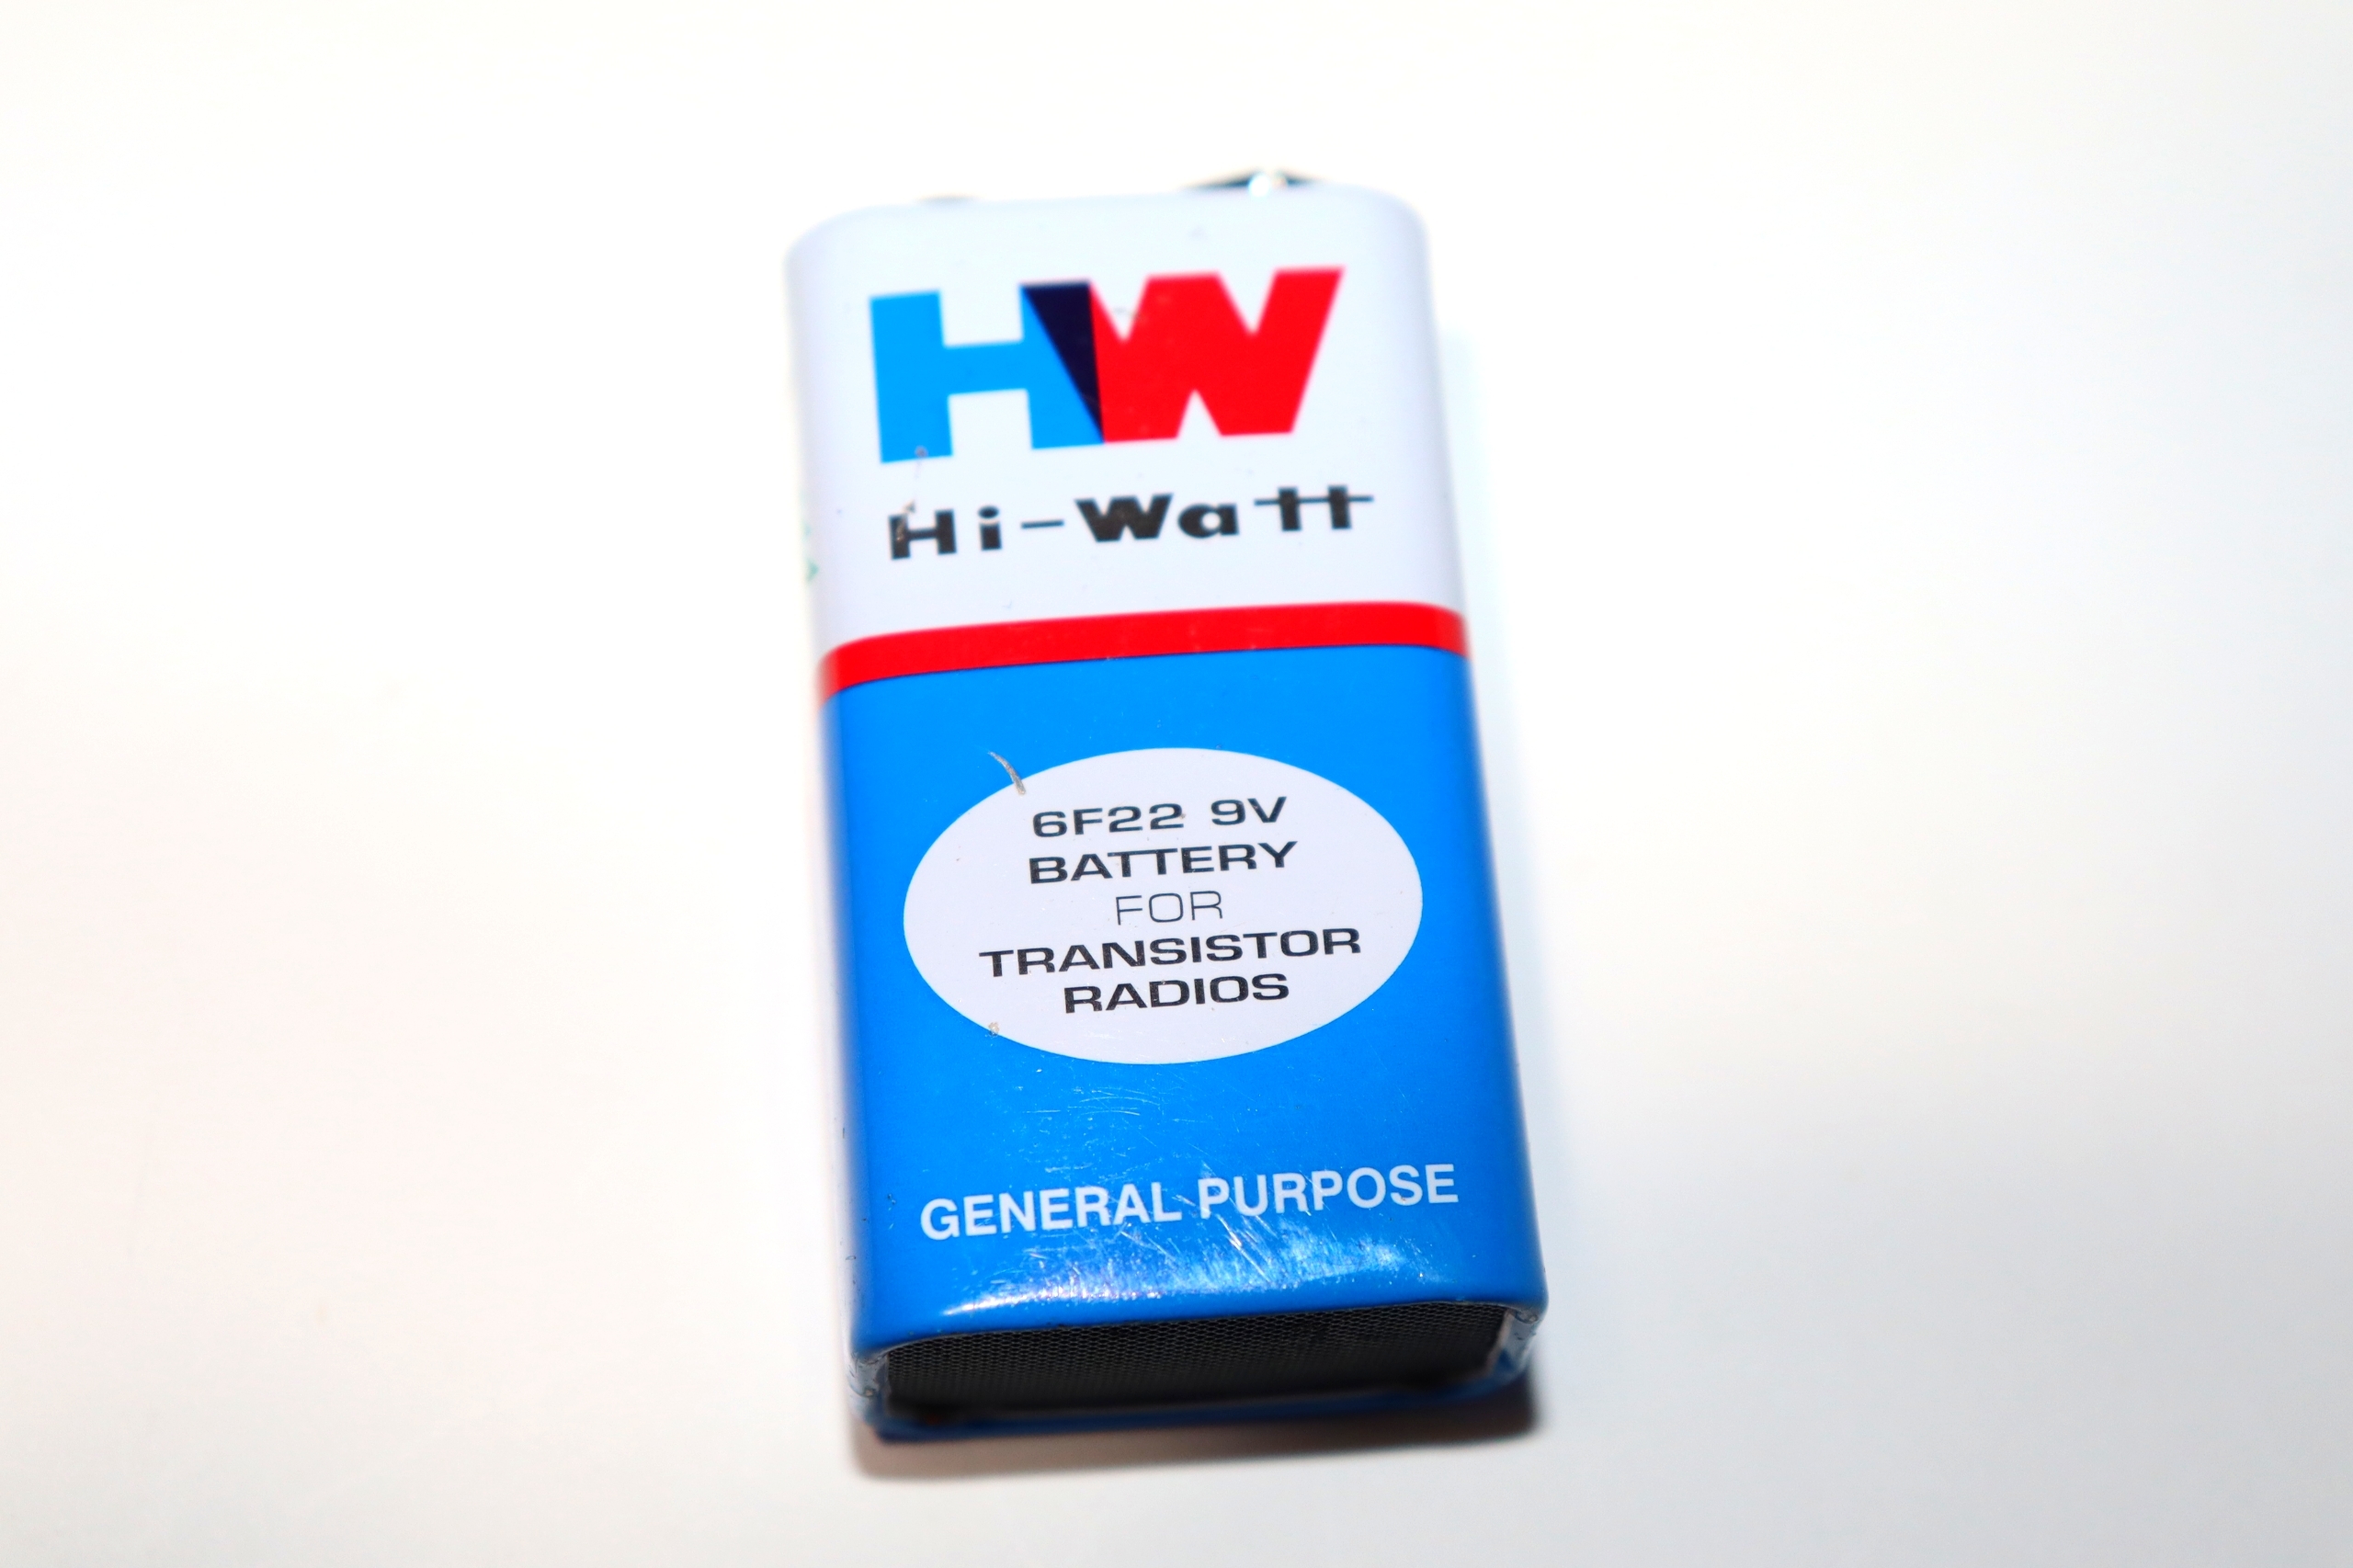 HW
Hi-Watt
6F22 9V
BATTERY
FOR
TRANSISTOR
RADIOS
GENERAL PURPOSE